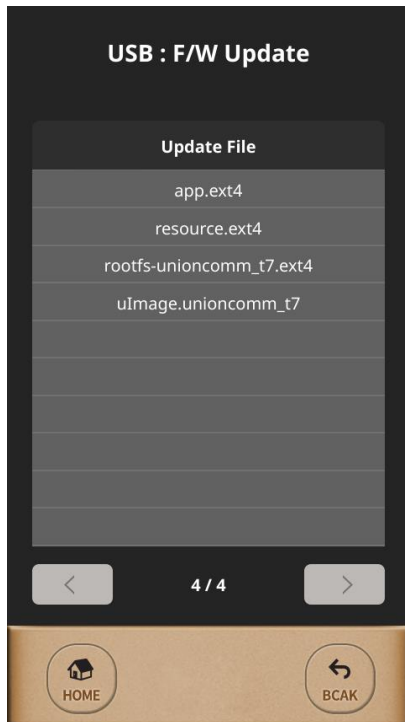 USB : F/W Update
Update File
app.ext4
resource.ext4
rootfs-unioncomm_t7.ext4
uImage.unioncomm_t7
< 4 / 4 >
HOME BCAK